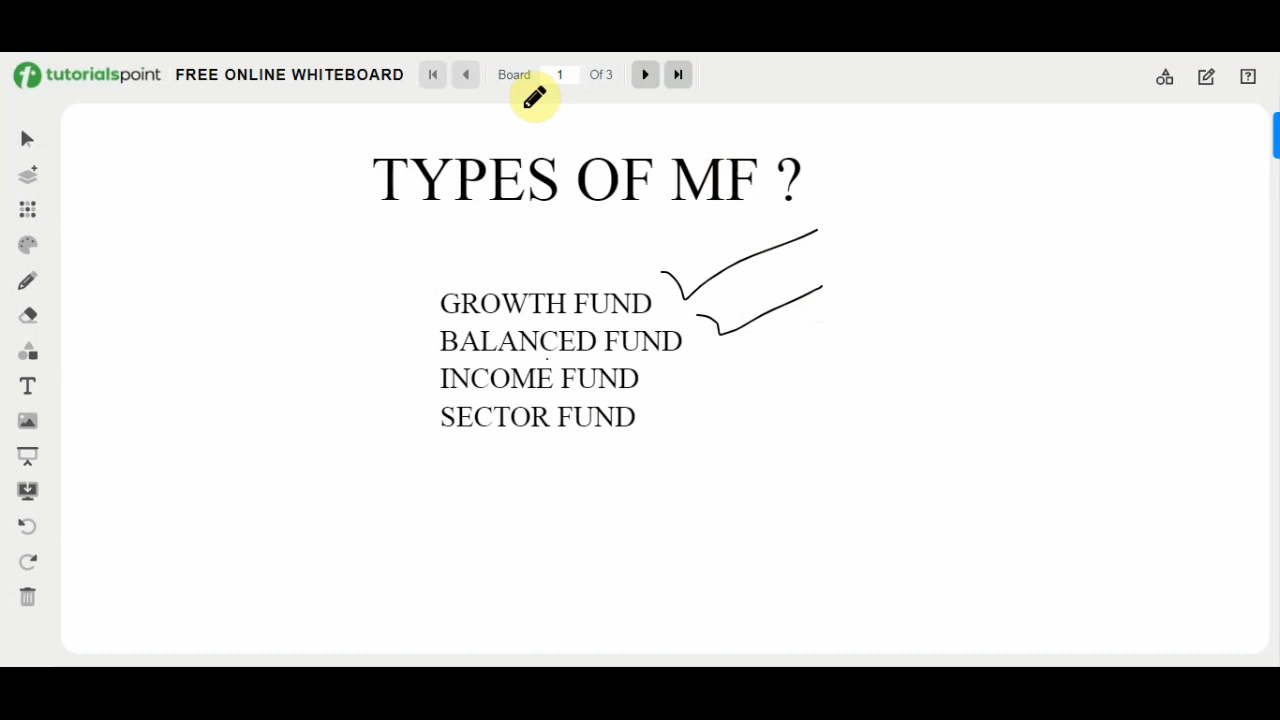 tutorialspoint FREE ONLINE WHITEBOARD Board 1 Of 3
TYPES OF MF ?
GROWTH FUND
BALANCED FUND
INCOME FUND
SECTOR FUND